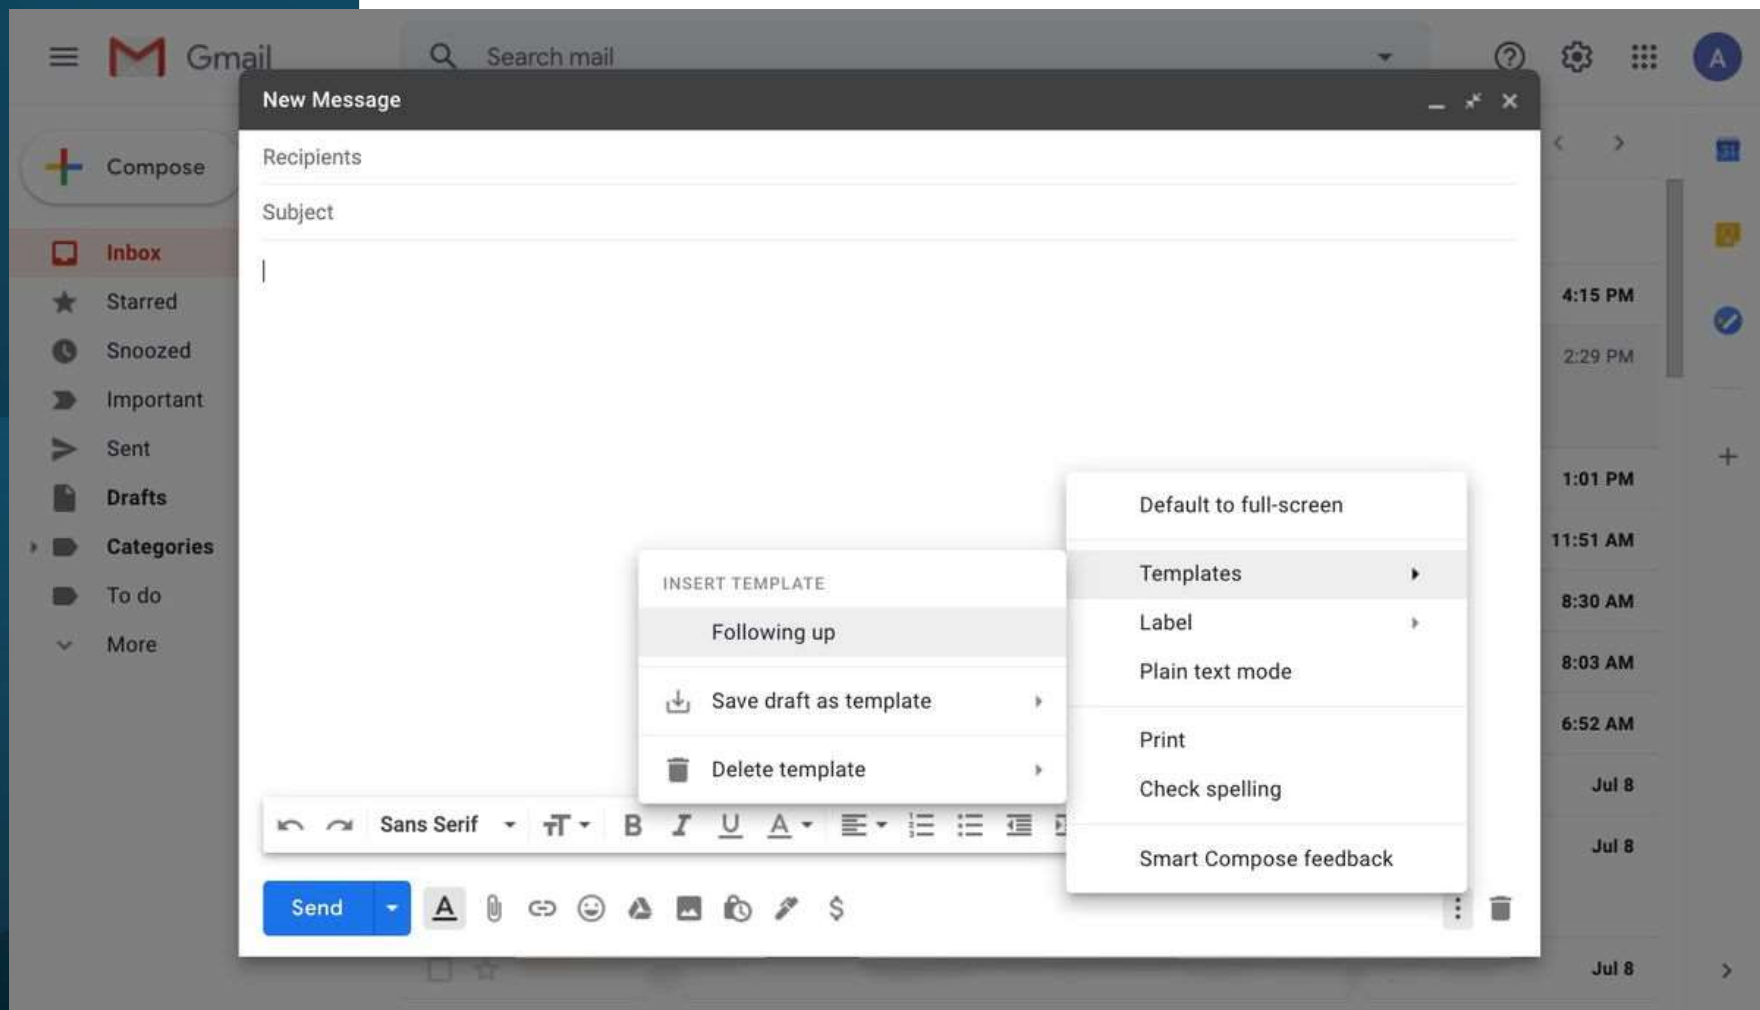 Gmail
Search mail
A
New Message
Recipients
Subject
Compose
Inbox
Starred
Snoozed
Important
Sent
Drafts
Categories
To do
More
31
4:15 PM
2:29 PM
1:01 PM
11:51 AM
8:30 AM
8:03 AM
6:52 AM
Jul 8
Jul 8
Jul 8
Default to full-screen
Templates
Label
Plain text mode
Print
Check spelling
Smart Compose feedback
INSERT TEMPLATE
Following up
Save draft as template
Delete template
Sans Serif
Send